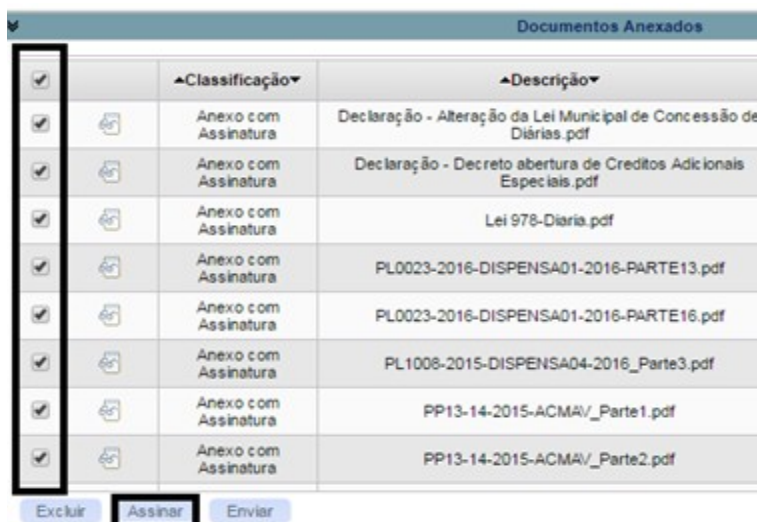 Documentos Anexados
▲Classificação▼ ▲Descrição▼
Anexo com
Assinatura
Declaração - Alteração da Lei Municipal de Concessão de
Diárias.pdf
Anexo com
Assinatura
Declaração - Decreto abertura de Creditos Adicionais
Especiais.pdf
Anexo com
Assinatura
Lei 978-Diaria.pdf
Anexo com
Assinatura
PL0023-2016-DISPENSA01-2016-PARTE13.pdf
Anexo com
Assinatura
PL0023-2016-DISPENSA01-2016-PARTE16.pdf
Anexo com
Assinatura
PL1008-2015-DISPENSA04-2016_Parte3.pdf
Anexo com
Assinatura
PP13-14-2015-ACMAV_Parte1.pdf
Anexo com
Assinatura
PP13-14-2015-ACMAV_Parte2.pdf
Excluir Assinar Enviar